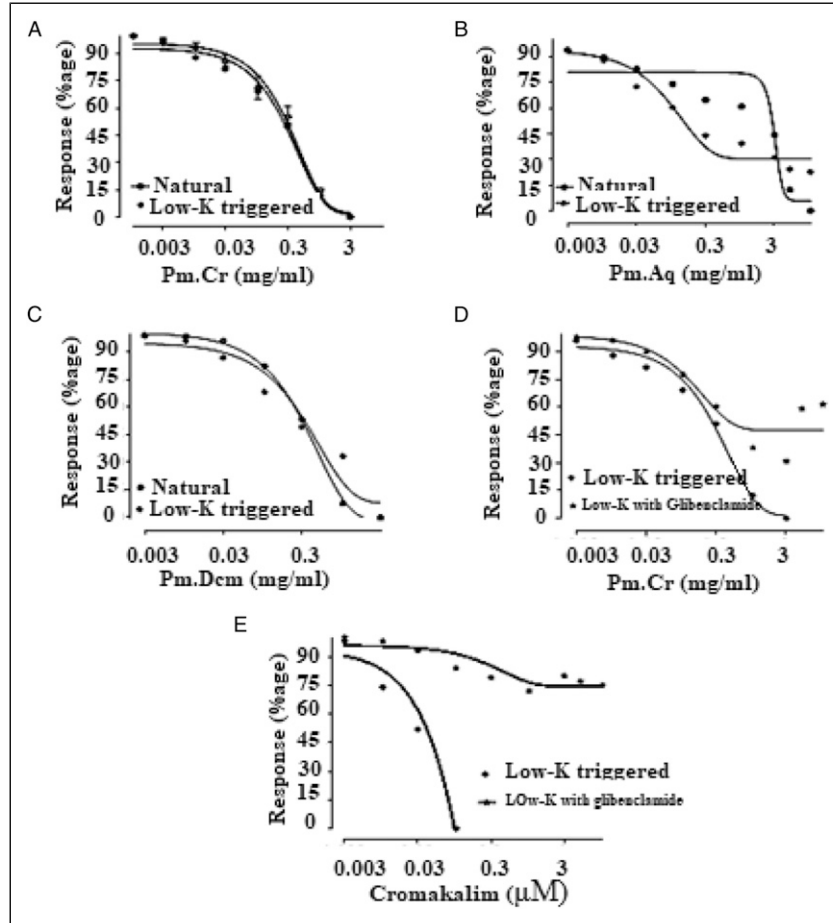 A
Response (%age)
90
75
60
45
30
15
0
Natural
Low-K triggered
0.003 0.03 0.3 3
Pm.Cr (mg/ml)
B
Response (%age)
90
75
60
45
30
15
0
Natural
Low-K triggered
0.003 0.03 0.3 3
Pm.Aq (mg/ml)
C
Response (%age)
90
75
60
45
30
15
0
Natural
Low-K triggered
0.003 0.03 0.3
Pm.Dcm (mg/ml)
D
Response (%age)
90
75
60
45
30
15
0
Low-K triggered
Low-K with Glibenclamide
0.003 0.03 0.3 3
Pm.Cr (mg/ml)
E
Response (%age)
90
75
60
45
30
15
0
Low-K triggered
LOw-K with glibenclamide
0.003 0.03 0.3 3
Cromakalim (μM)